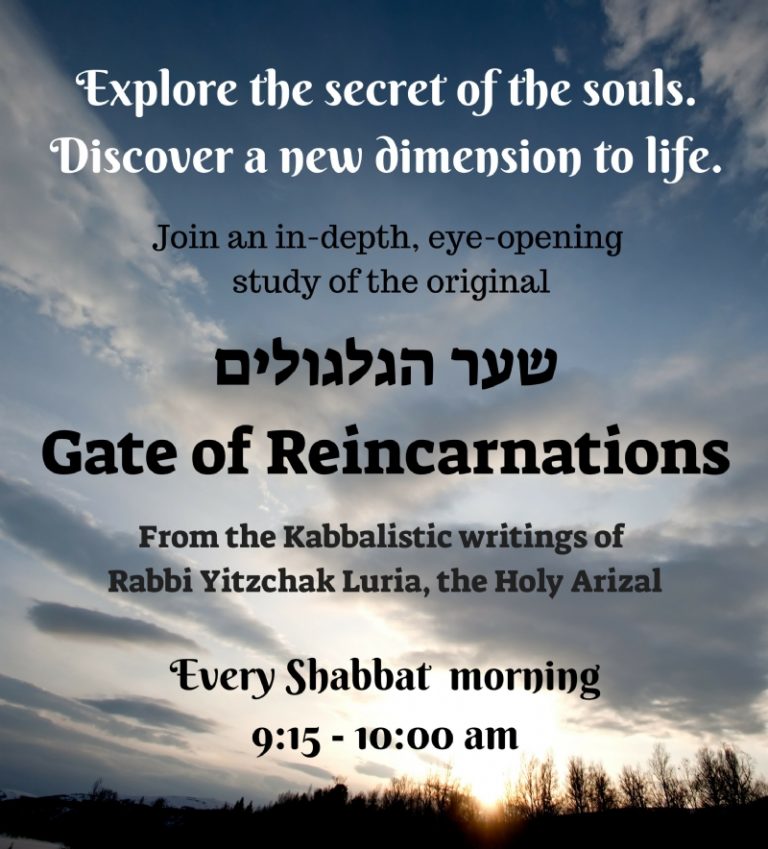 Explore the secret of the souls.
Discover a new dimension to life.
Join an in-depth, eye-opening
study of the original
שער הגלגולים
Gate of Reincarnations
From the Kabbalistic writings of
Rabbi Yitzchak Luria, the Holy Arizal
Every Shabbat morning
9:15 - 10:00 am